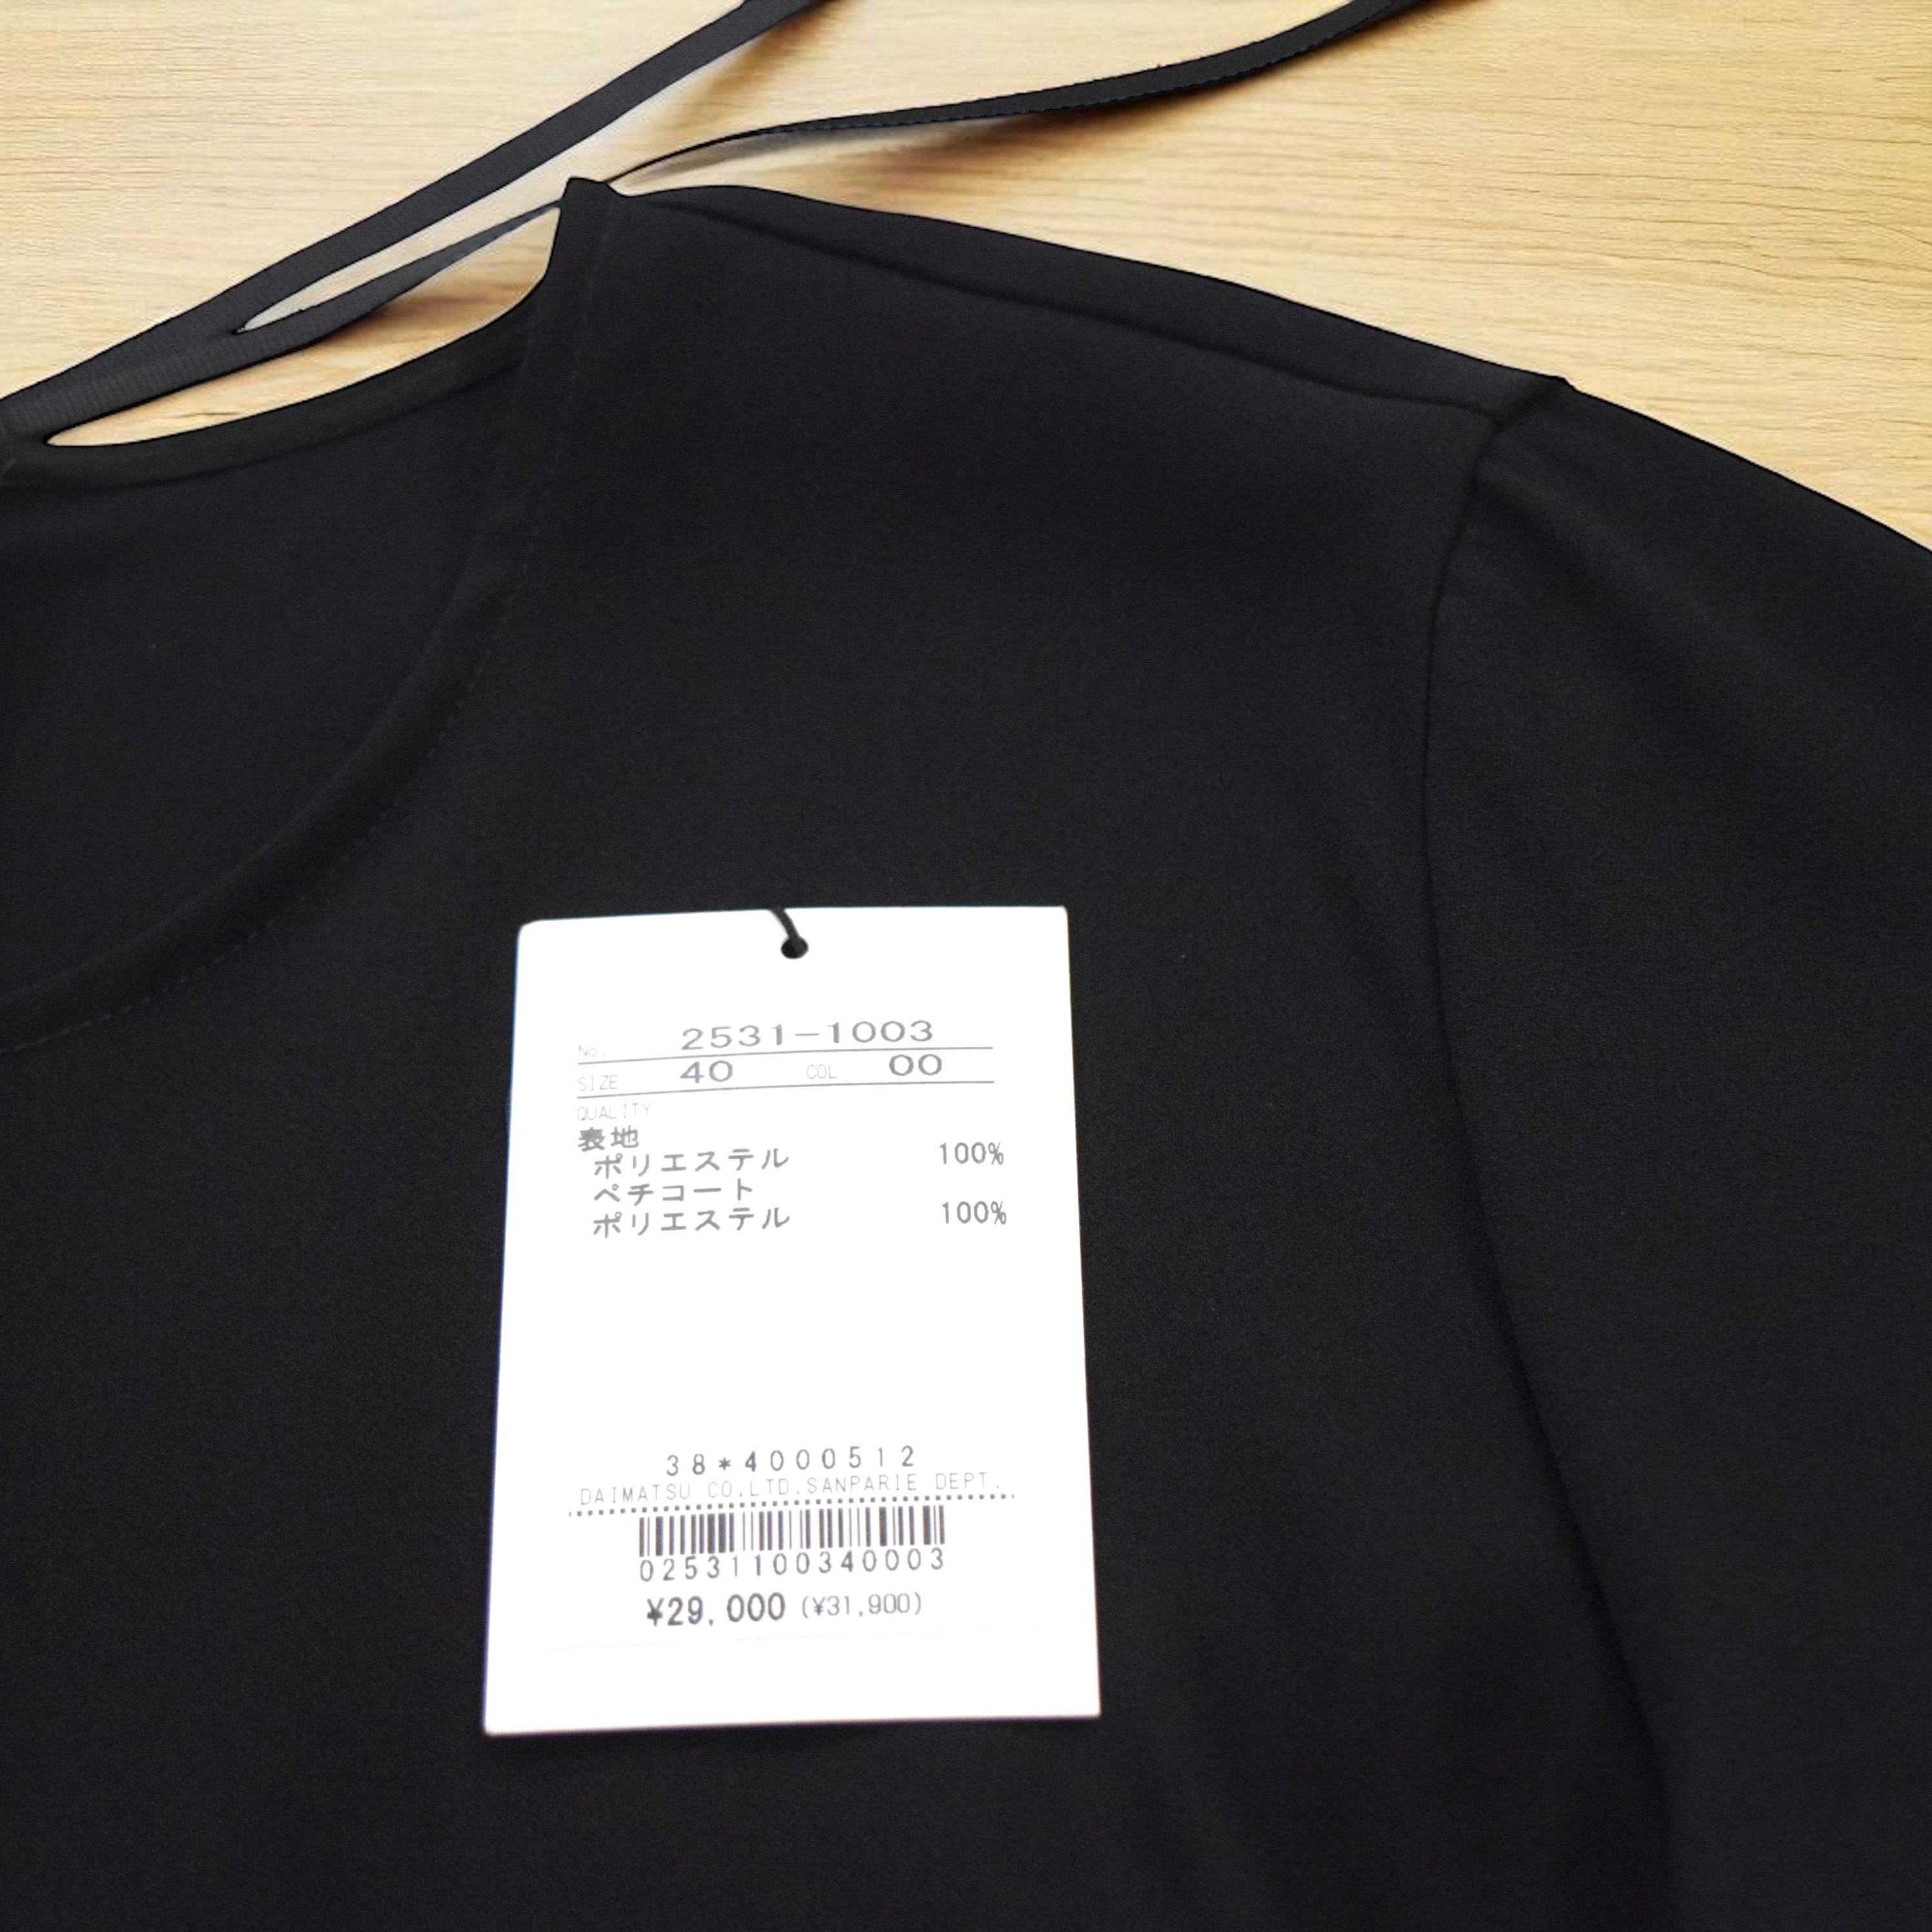 No. 2531-1003
SIZE 40 COL 00
QUALITY
表地
ポリエステル 100%
ペチコート
ポリエステル 100%
38*4000512
DAIMATSU CO.LTD.SANPARIE DEPT.
02531100340003
¥29,000 (¥31,900)